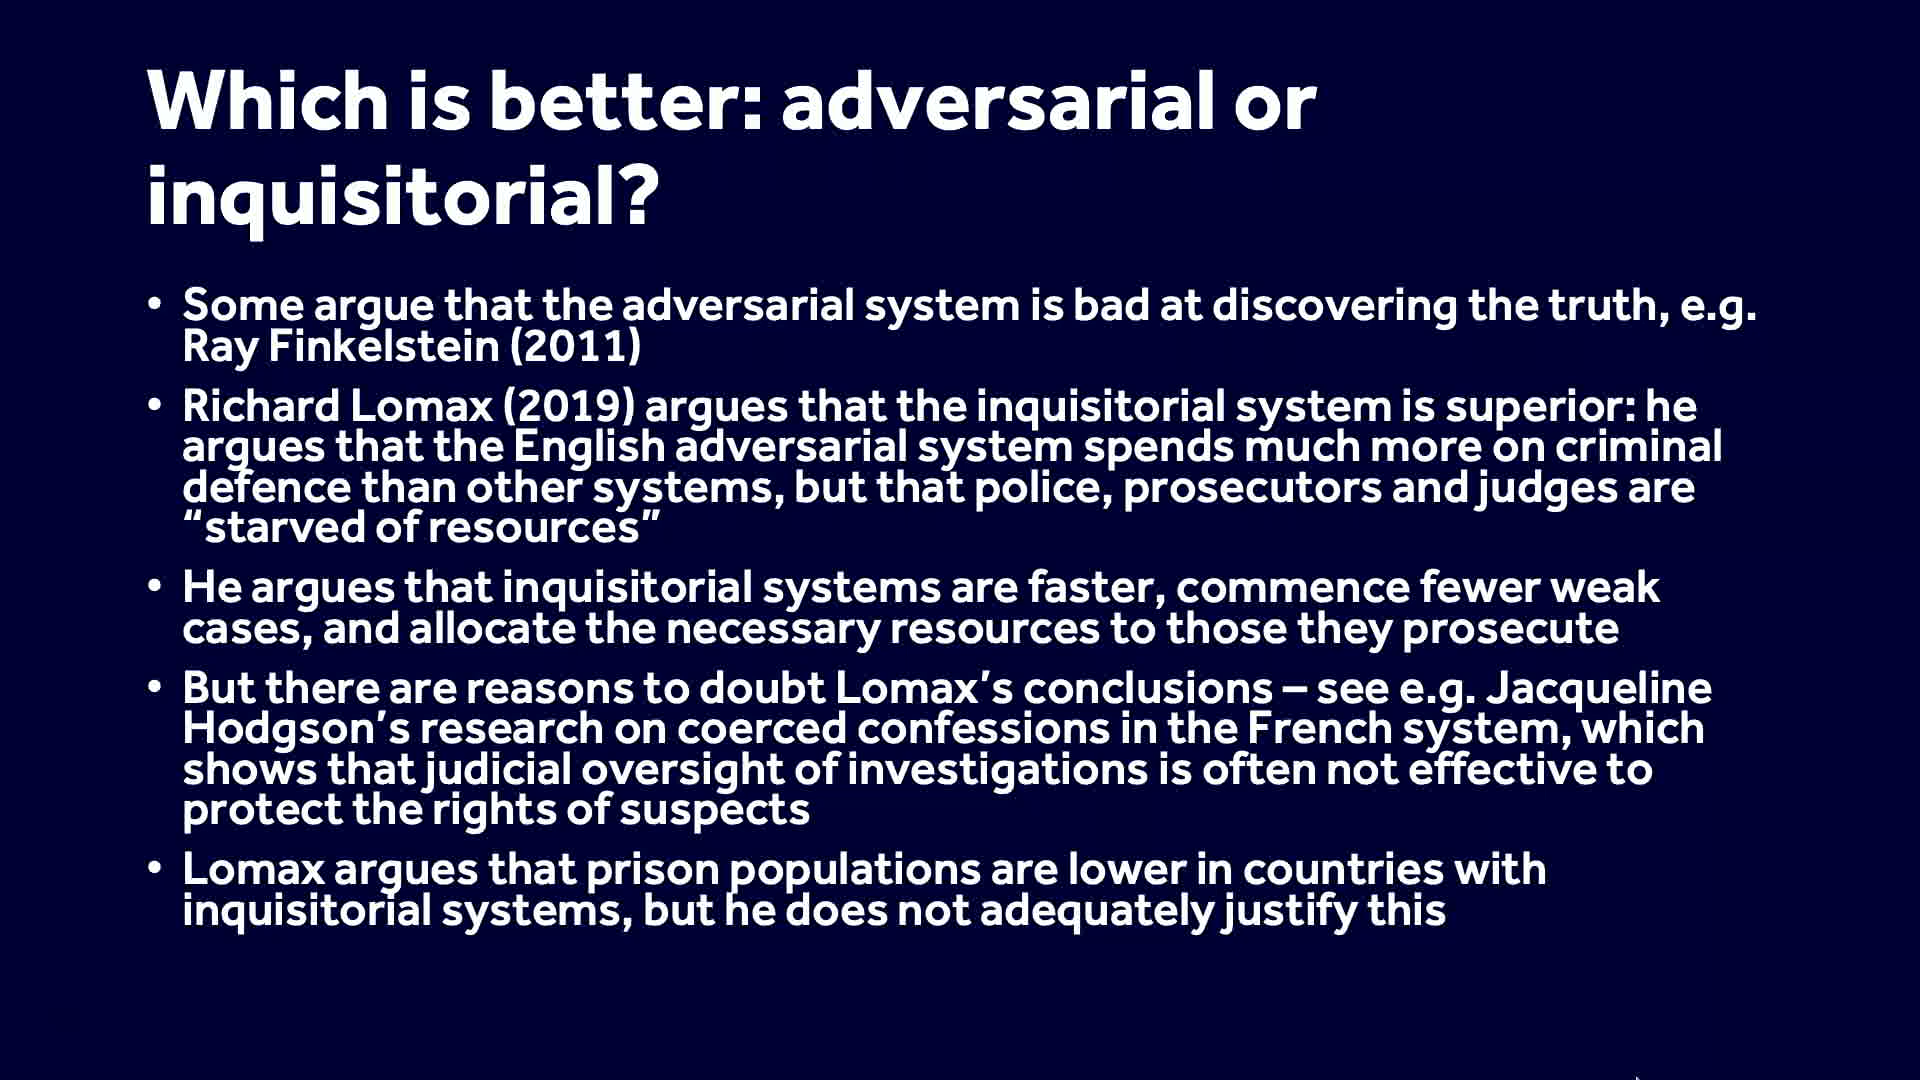 Which is better: adversarial or
inquisitorial?
• Some argue that the adversarial system is bad at discovering the truth, e.g.
Ray Finkelstein (2011)
• Richard Lomax (2019) argues that the inquisitorial system is superior: he
argues that the English adversarial system spends much more on criminal
defence than other systems, but that police, prosecutors and judges are
“starved of resources”
• He argues that inquisitorial systems are faster, commence fewer weak
cases, and allocate the necessary resources to those they prosecute
• But there are reasons to doubt Lomax’s conclusions – see e.g. Jacqueline
Hodgson’s research on coerced confessions in the French system, which
shows that judicial oversight of investigations is often not effective to
protect the rights of suspects
• Lomax argues that prison populations are lower in countries with
inquisitorial systems, but he does not adequately justify this